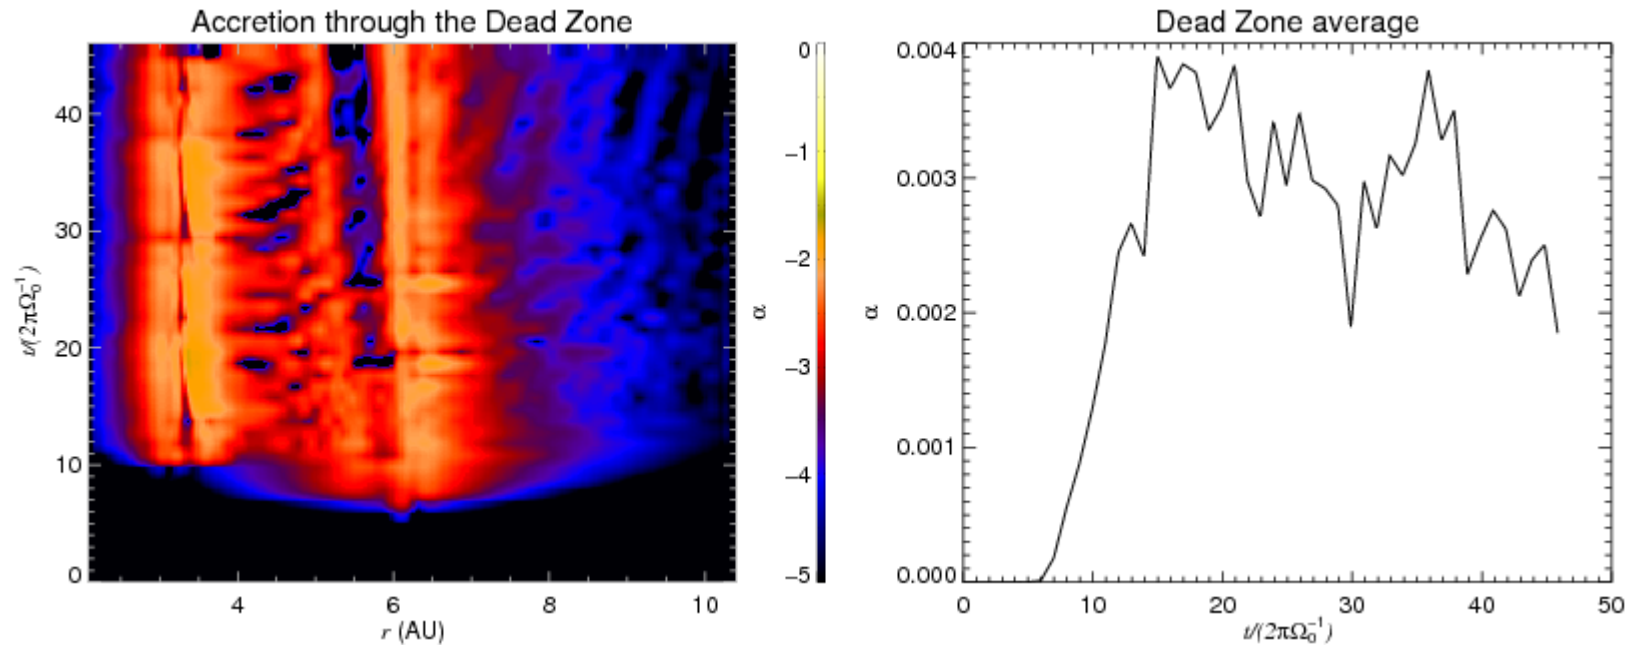 Accretion through the Dead Zone
40
30
20
10
0
t/(2πΩ₀⁻¹)
4 6 8 10
r (AU)
0
−1
−2
−3
−4
−5
α
Dead Zone average
0.004
0.003
0.002
0.001
0.000
α
0 10 20 30 40 50
t/(2πΩ₀⁻¹)